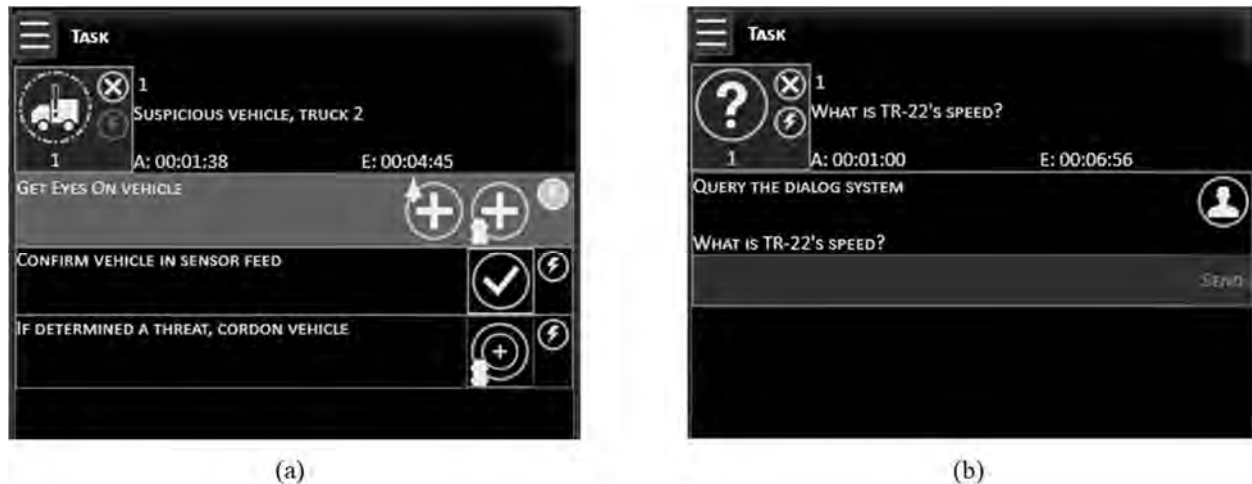 TASK
1
SUSPICIOUS VEHICLE, TRUCK 2
1
A: 00:01:38 E: 00:04:45
GET EYES ON VEHICLE
CONFIRM VEHICLE IN SENSOR FEED
IF DETERMINED A THREAT, CORDON VEHICLE
(a)
TASK
1
WHAT IS TR-22'S SPEED?
1
A: 00:01:00 E: 00:06:56
QUERY THE DIALOG SYSTEM
WHAT IS TR-22'S SPEED?
SEND
(b)